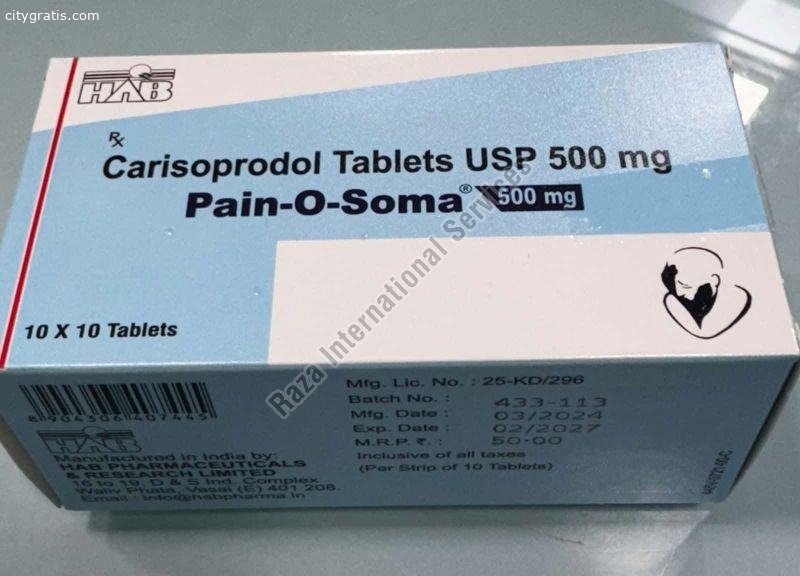 citygratis.com
HAB
Rx
Carisoprodol Tablets USP 500 mg
Pain-O-Soma® 500 mg
10 X 10 Tablets
Raza International Services
8 904306 407445
HAB
Manufactured in India by:
HAB PHARMACEUTICALS
& RESEARCH LIMITED
16 to 19, D & S Ind. Complex
Waliv Phata, Vasai (E) 401 208.
Email : info@habpharma.in
Mfg. Lic. No. : 25-KD/296
Batch No. : 433-113
Mfg. Date : 03/2024
Exp. Date : 02/2027
M.R.P. ₹. : 50-00
Inclusive of all taxes
(Per Strip of 10 Tablets)